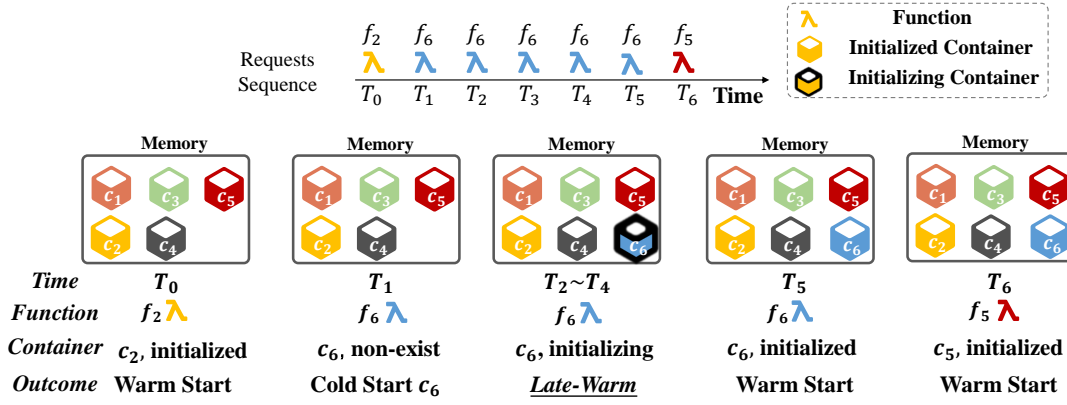 f2 f6 f6 f6 f6 f6 f5
Requests Sequence
λ λ λ λ λ λ λ
T0 T1 T2 T3 T4 T5 T6 Time
λ Function
Initialized Container
Initializing Container
Memory Memory Memory Memory Memory
c1 c3 c5 c1 c3 c5 c1 c3 c5 c1 c3 c5 c1 c3 c5
c2 c4 c2 c4 c2 c4 c6 c2 c4 c6 c2 c4 c6
Time T0 T1 T2~T4 T5 T6
Function f2 λ f6 λ f6 λ f6 λ f5 λ
Container c2, initialized c6, non-exist c6, initializing c6, initialized c5, initialized
Outcome Warm Start Cold Start c6 Late-Warm Warm Start Warm Start